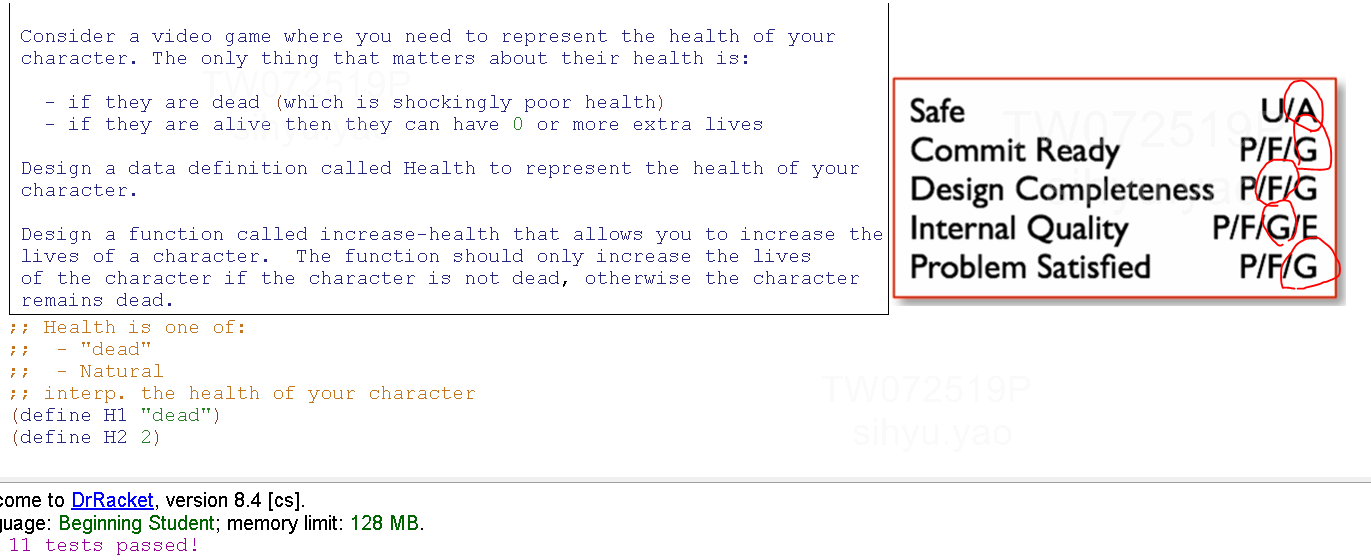 Consider a video game where you need to represent the health of your
character. The only thing that matters about their health is:
- if they are dead (which is shockingly poor health)
- if they are alive then they can have 0 or more extra lives
Design a data definition called Health to represent the health of your
character.
Design a function called increase-health that allows you to increase the
lives of a character.  The function should only increase the lives
of the character if the character is not dead, otherwise the character
remains dead.
;; Health is one of:
;;  - "dead"
;;  - Natural
;; interp. the health of your character
(define H1 "dead")
(define H2 2)
Safe U/A
Commit Ready P/F/G
Design Completeness P/F/G
Internal Quality P/F/G/E
Problem Satisfied P/F/G
TW072519P
sihyu.yao
TW072519P
sihyu.yao
TW072519P
sihyu.yao
come to DrRacket, version 8.4 [cs].
guage: Beginning Student; memory limit: 128 MB.
11 tests passed!